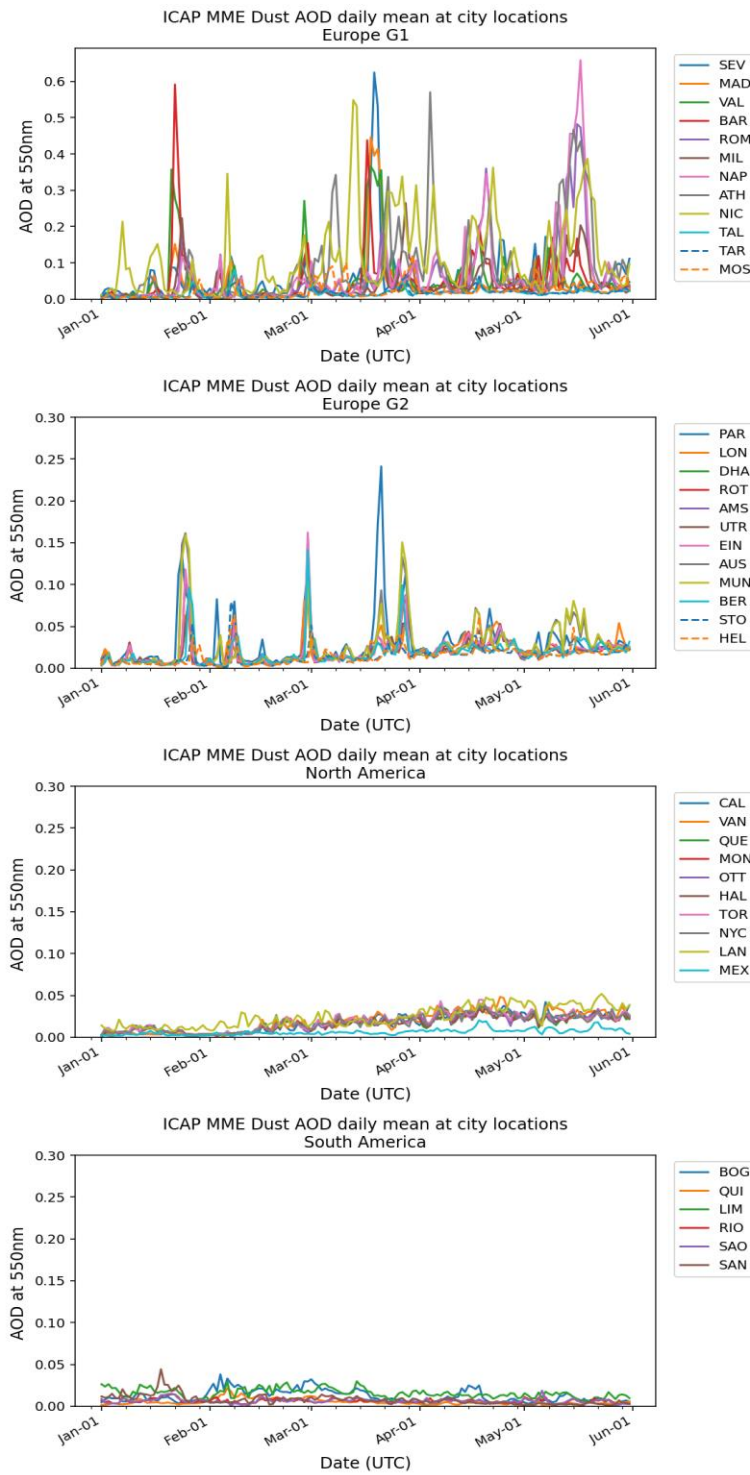 ICAP MME Dust AOD daily mean at city locations
Europe G1
AOD at 550nm
0.6
0.5
0.4
0.3
0.2
0.1
0.0
Jan-01
Feb-01
Mar-01
Apr-01
May-01
Jun-01
Date (UTC)
SEV
MAD
VAL
BAR
ROM
MIL
NAP
ATH
NIC
TAL
TAR
MOS
ICAP MME Dust AOD daily mean at city locations
Europe G2
AOD at 550nm
0.30
0.25
0.20
0.15
0.10
0.05
0.00
Jan-01
Feb-01
Mar-01
Apr-01
May-01
Jun-01
Date (UTC)
PAR
LON
DHA
ROT
AMS
UTR
EIN
AUS
MUN
BER
STO
HEL
ICAP MME Dust AOD daily mean at city locations
North America
AOD at 550nm
0.30
0.25
0.20
0.15
0.10
0.05
0.00
Jan-01
Feb-01
Mar-01
Apr-01
May-01
Jun-01
Date (UTC)
CAL
VAN
QUE
MON
OTT
HAL
TOR
NYC
LAN
MEX
ICAP MME Dust AOD daily mean at city locations
South America
AOD at 550nm
0.30
0.25
0.20
0.15
0.10
0.05
0.00
Jan-01
Feb-01
Mar-01
Apr-01
May-01
Jun-01
Date (UTC)
BOG
QUI
LIM
RIO
SAO
SAN